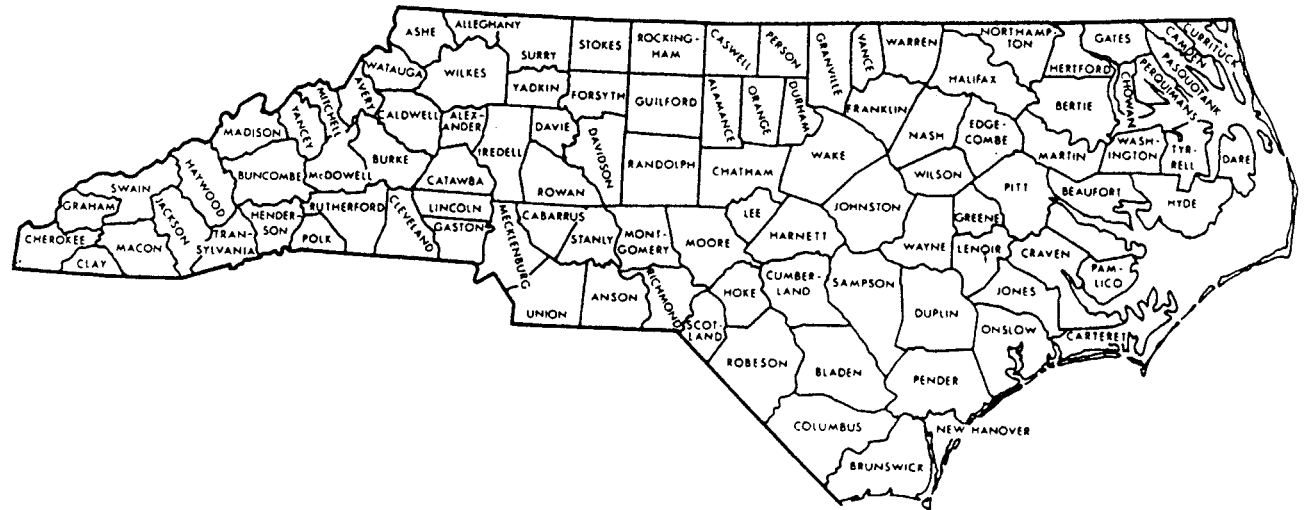 ASHE
ALLEGHANY
SURRY
STOKES
ROCKING-
HAM
CASWELL
PERSON
GRANVILLE
VANCE
WARREN
NORTHAMP-
TON
GATES
CURRITUCK
CAMDEN
PASQUOTANK
PERQUIMANS
CHOWAN
HERTFORD
HALIFAX
BERTIE
WATAUGA
WILKES
YADKIN
FORSYTH
GUILFORD
ALAMANCE
ORANGE
DURHAM
FRANKLIN
NASH
EDGE-
COMBE
MARTIN
WASH-
INGTON
TYR-
RELL
DARE
MITCHELL
AVERY
YANCEY
MADISON
CALDWELL
ALEX-
ANDER
IREDELL
DAVIE
DAVIDSON
RANDOLPH
CHATHAM
WAKE
WILSON
PITT
BEAUFORT
HYDE
HAYWOOD
BUNCOMBE
McDOWELL
BURKE
CATAWBA
ROWAN
SWAIN
GRAHAM
CHEROKEE
CLAY
MACON
JACKSON
TRAN-
SYLVANIA
HENDER-
SON
POLK
RUTHERFORD
CLEVELAND
LINCOLN
GASTON
MECKLENBURG
CABARRUS
STANLY
MONT-
GOMERY
MOORE
LEE
HARNETT
JOHNSTON
WAYNE
GREENE
LENOIR
CRAVEN
PAM-
LICO
UNION
ANSON
RICHMOND
SCOT-
LAND
HOKE
CUMBER-
LAND
SAMPSON
DUPLIN
JONES
ONSLOW
CARTERET
ROBESON
BLADEN
PENDER
COLUMBUS
NEW HANOVER
BRUNSWICK